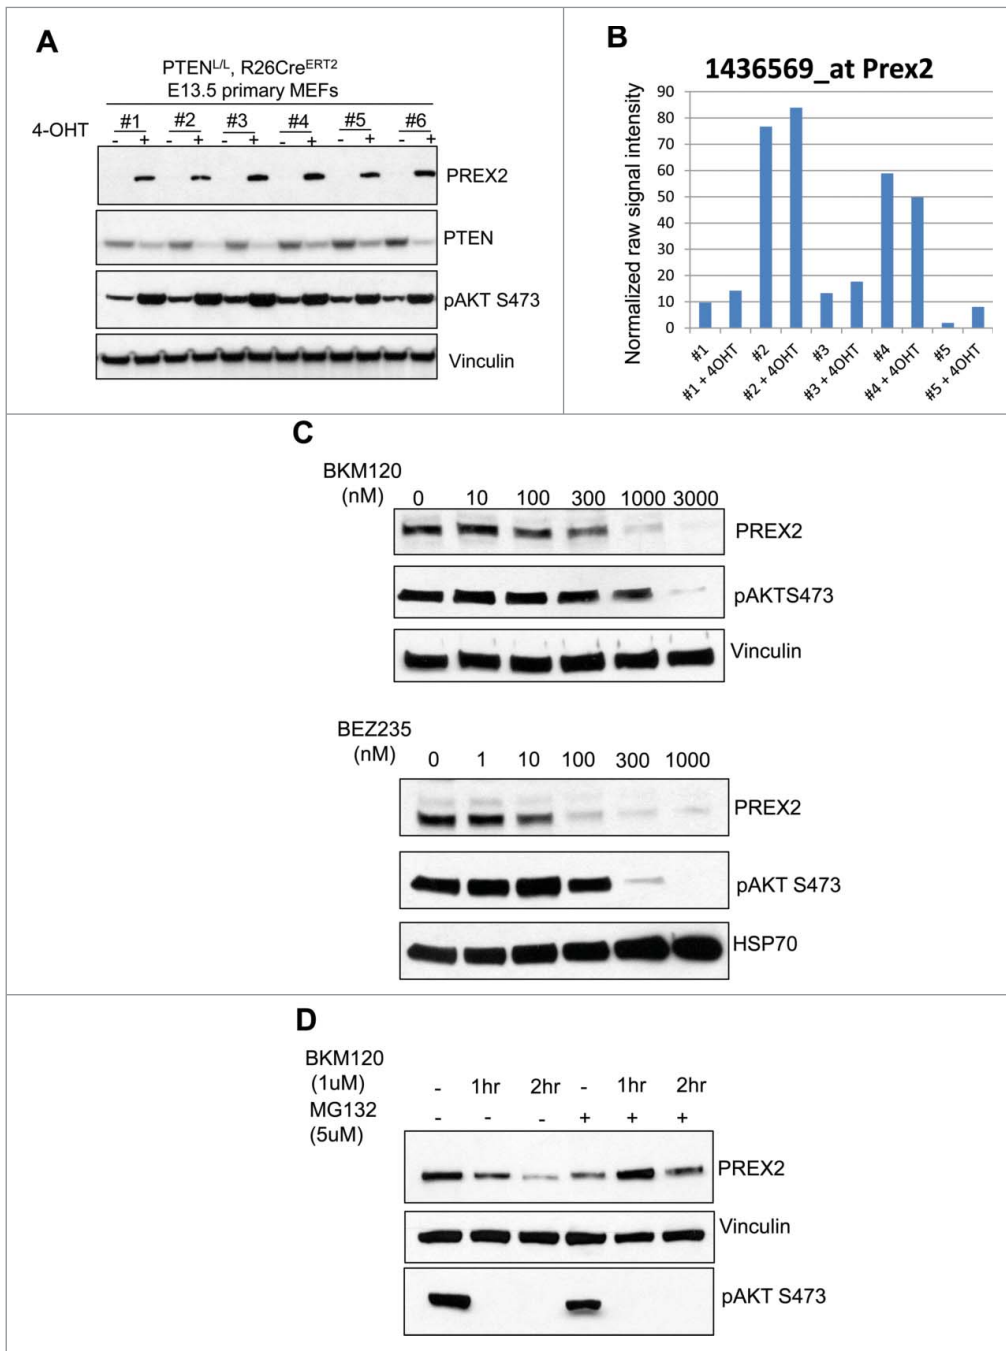 A
PTEN^L/L, R26Cre^ERT2
E13.5 primary MEFs
4-OHT #1 #2 #3 #4 #5 #6
- + - + - + - + - + - +
PREX2
PTEN
pAKT S473
Vinculin
B
1436569_at Prex2
Normalized raw signal intensity
90
80
70
60
50
40
30
20
10
0
#1
#1 + 4OHT
#2
#2 + 4OHT
#3
#3 + 4OHT
#4
#4 + 4OHT
#5
#5 + 4OHT
C
BKM120
(nM) 0 10 100 300 1000 3000
PREX2
pAKTS473
Vinculin
BEZ235
(nM) 0 1 10 100 300 1000
PREX2
pAKT S473
HSP70
D
BKM120
(1uM) - 1hr 2hr - 1hr 2hr
MG132 - - - + + +
(5uM)
PREX2
Vinculin
pAKT S473